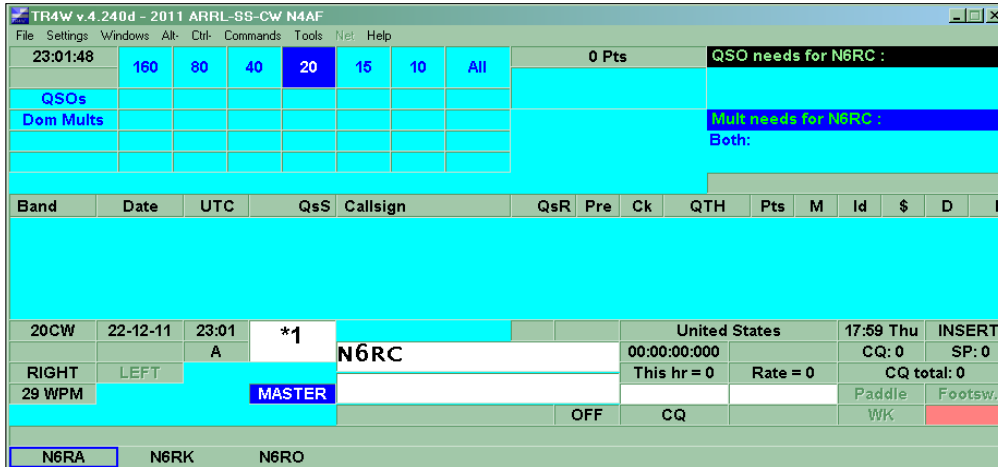 TR4W v.4.240d - 2011 ARRL-SS-CW N4AF
File Settings Windows Alt- Ctrl- Commands Tools Net Help
23:01:48 160 80 40 20 15 10 All 0 Pts QSO needs for N6RC :
QSOs
Dom Mults Mult needs for N6RC :
Both:
Band Date UTC QsS Callsign QsR Pre Ck QTH Pts M Id $ D
20CW 22-12-11 23:01 *1 United States 17:59 Thu INSERT
A N6RC 00:00:00:000 CQ: 0 SP: 0
RIGHT LEFT This hr = 0 Rate = 0 CQ total: 0
29 WPM MASTER Paddle Footsw.
OFF CQ WK
N6RA N6RK N6RO